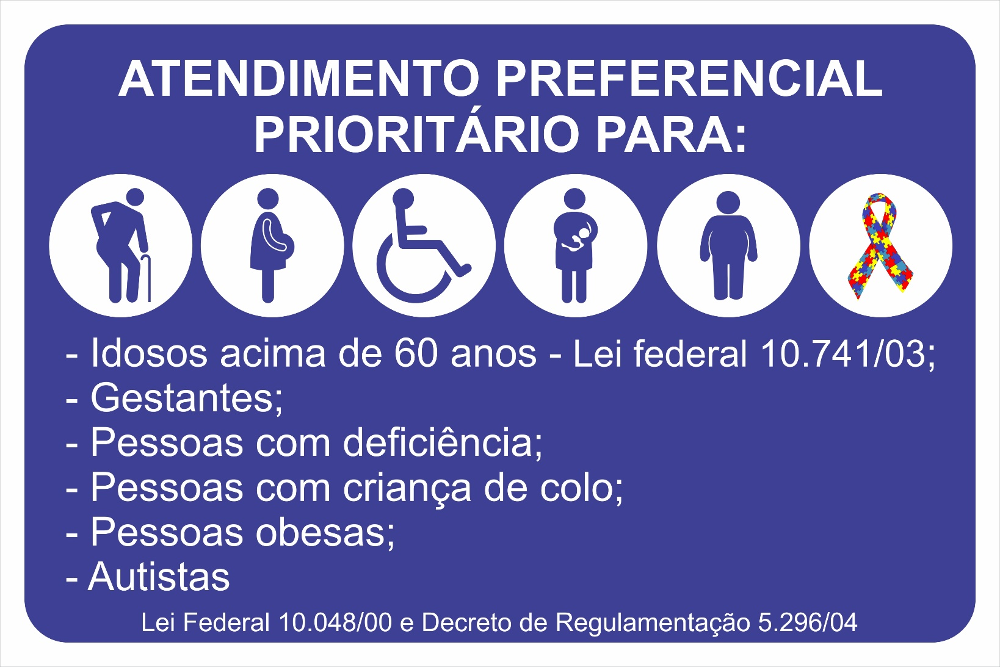 ATENDIMENTO PREFERENCIAL
PRIORITÁRIO PARA:
- Idosos acima de 60 anos - Lei federal 10.741/03;
- Gestantes;
- Pessoas com deficiência;
- Pessoas com criança de colo;
- Pessoas obesas;
- Autistas
Lei Federal 10.048/00 e Decreto de Regulamentação 5.296/04